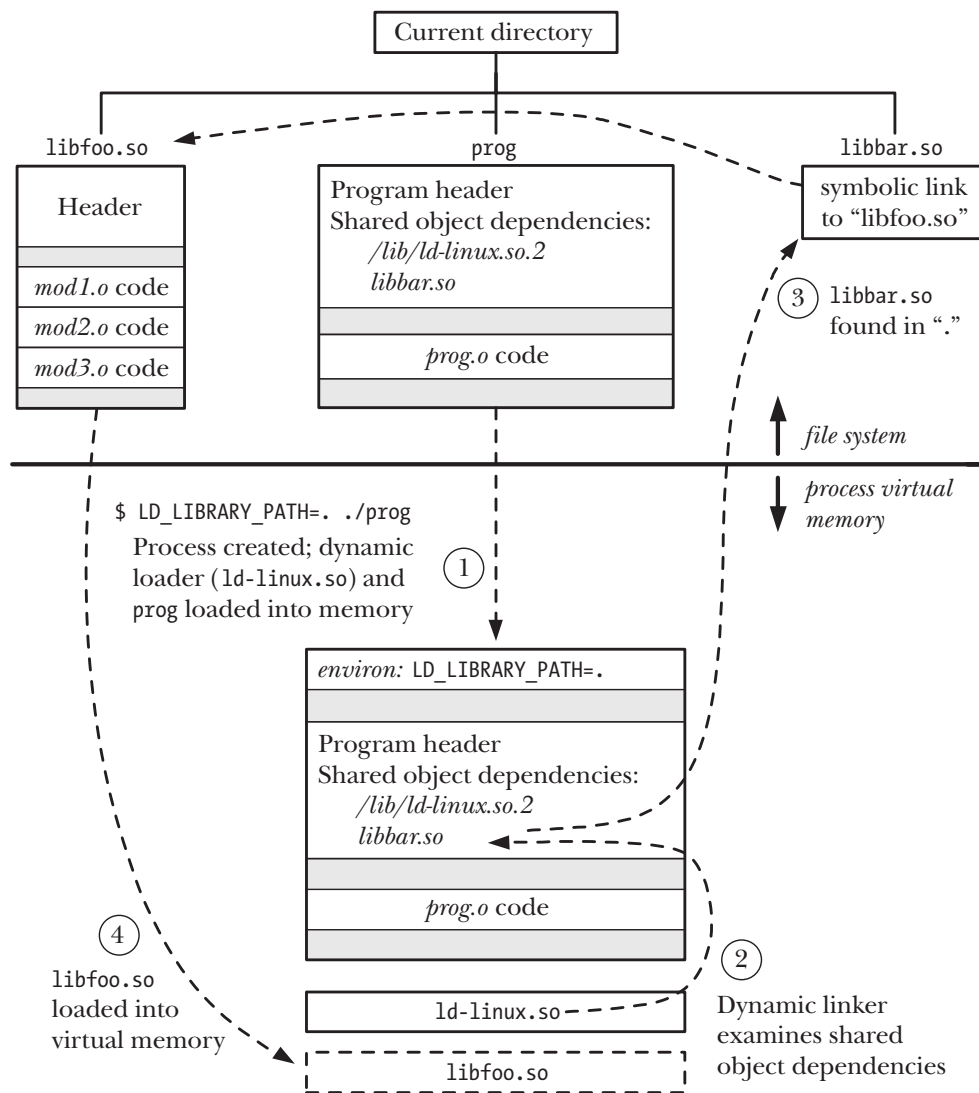 Current directory
libfoo.so
prog
libbar.so
Header
mod1.o code
mod2.o code
mod3.o code
Program header
Shared object dependencies:
/lib/ld-linux.so.2
libbar.so
prog.o code
symbolic link
to “libfoo.so”
3
libbar.so
found in “.”
file system
process virtual
memory
$ LD_LIBRARY_PATH=. ./prog
Process created; dynamic
loader (ld-linux.so) and
prog loaded into memory
1
environ: LD_LIBRARY_PATH=.
Program header
Shared object dependencies:
/lib/ld-linux.so.2
libbar.so
prog.o code
4
libfoo.so
loaded into
virtual memory
2
Dynamic linker
examines shared
object dependencies
ld-linux.so
libfoo.so